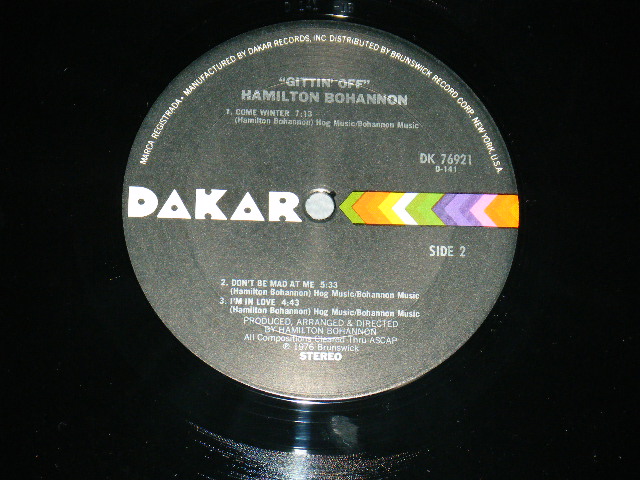 MARCA REGISTRADA • MANUFACTURED BY DAKAR RECORDS, INC DISTRIBUTED BY BRUNSWICK RECORD CORP. NEW YORK, U.S.A.
"GITTIN' OFF"
HAMILTON BOHANNON
1. COME WINTER 7:13
(Hamilton Bohannon) Hog Music/Bohannon Music
DK 76921
D-141
DAKAR
SIDE 2
2. DON'T BE MAD AT ME 5:33
(Hamilton Bohannon) Hog Music/Bohannon Music
3. I'M IN LOVE 4:43
(Hamilton Bohannon) Hog Music/Bohannon Music
PRODUCED, ARRANGED & DIRECTED
BY HAMILTON BOHANNON
All Compositions Cleared Thru ASCAP
℗ 1976 Brunswick
STEREO